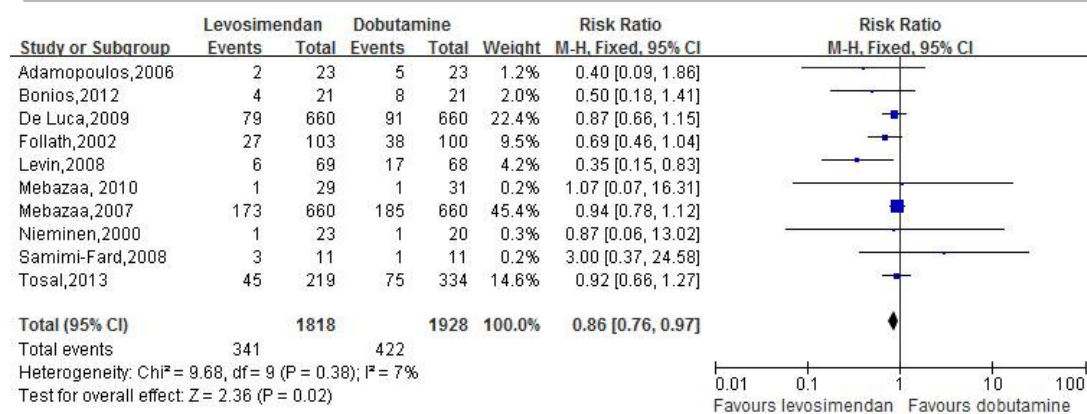 Levosimendan Dobutamine Risk Ratio Risk Ratio
Study or Subgroup Events Total Events Total Weight M-H, Fixed, 95% CI M-H, Fixed, 95% CI
Adamopoulos,2006 2 23 5 23 1.2% 0.40 [0.09, 1.86]
Bonios,2012 4 21 8 21 2.0% 0.50 [0.18, 1.41]
De Luca,2009 79 660 91 660 22.4% 0.87 [0.66, 1.15]
Follath,2002 27 103 38 100 9.5% 0.69 [0.46, 1.04]
Levin,2008 6 69 17 68 4.2% 0.35 [0.15, 0.83]
Mebazaa, 2010 1 29 1 31 0.2% 1.07 [0.07, 16.31]
Mebazaa,2007 173 660 185 660 45.4% 0.94 [0.78, 1.12]
Nieminen,2000 1 23 1 20 0.3% 0.87 [0.06, 13.02]
Samimi-Fard,2008 3 11 1 11 0.2% 3.00 [0.37, 24.58]
Tosal,2013 45 219 75 334 14.6% 0.92 [0.66, 1.27]
Total (95% CI) 1818 1928 100.0% 0.86 [0.76, 0.97]
Total events 341 422
Heterogeneity: Chi² = 9.68, df = 9 (P = 0.38); I² = 7%
Test for overall effect: Z = 2.36 (P = 0.02)
0.01 0.1 1 10 100
Favours levosimendan Favours dobutamine